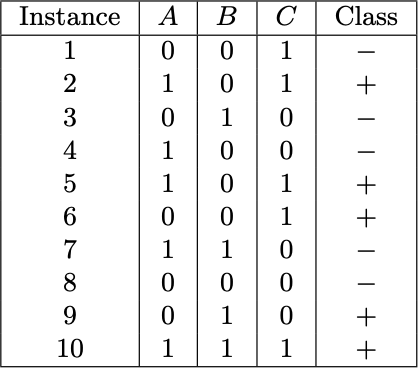 Instance A B C Class
1 0 0 1 −
2 1 0 1 +
3 0 1 0 −
4 1 0 0 −
5 1 0 1 +
6 0 0 1 +
7 1 1 0 −
8 0 0 0 −
9 0 1 0 +
10 1 1 1 +